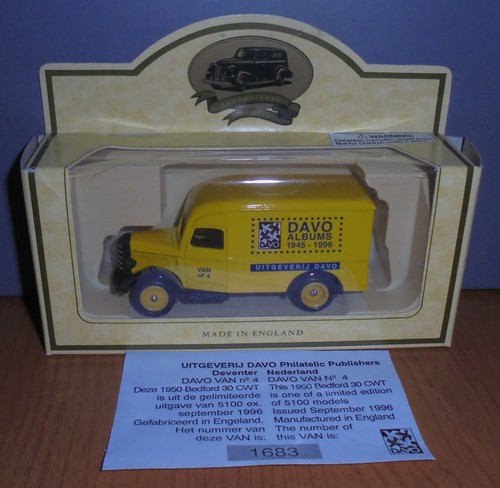 WARNING:
DAVO
ALBUMS
1945 - 1996
DAVO
UITGEVERIJ DAVO
VAN
nº 4
MADE IN ENGLAND
UITGEVERIJ DAVO Philatelic Publishers
Deventer Nederland
DAVO VAN nº 4 DAVO VAN Nº 4
Deze 1950 Bedford 30 CWT This 1950 Bedford 30 CWT
is uit de gelimiteerde is one of a limited edition
uitgave van 5100 ex. of 5100 models
september 1996 Issued September 1996
Gefabriceerd in Engeland. Manufactured in England
Het nummer van The number of
deze VAN is: this VAN is:
1683
DAVO